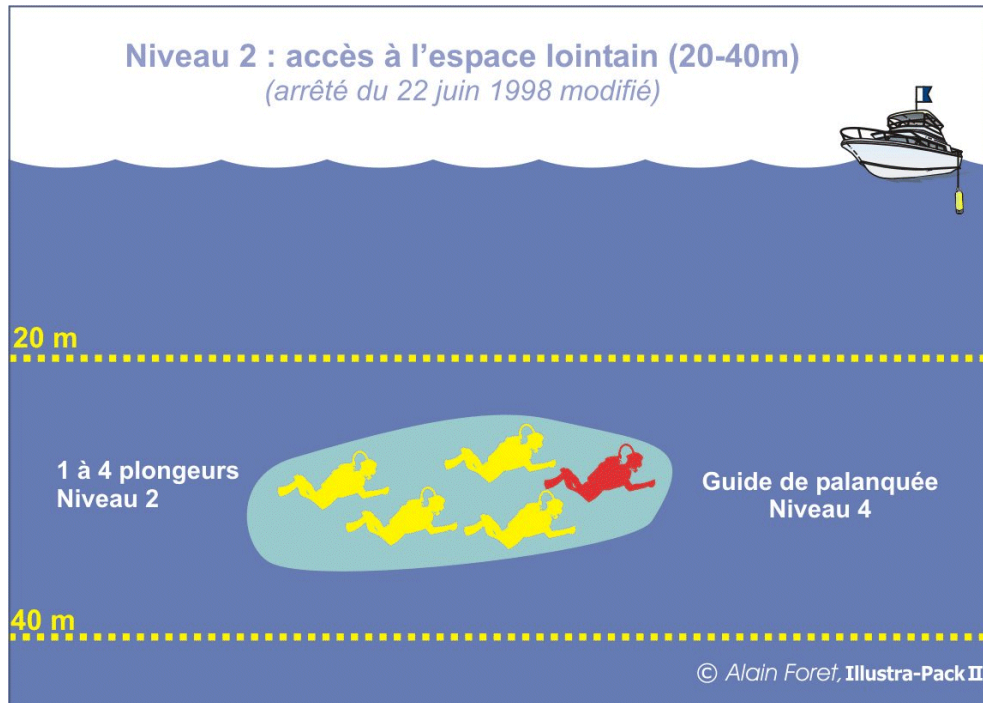 Niveau 2 : accès à l'espace lointain (20-40m)
(arrêté du 22 juin 1998 modifié)
20 m
1 à 4 plongeurs
Niveau 2
Guide de palanquée
Niveau 4
40 m
© Alain Foret, Illustra-Pack II